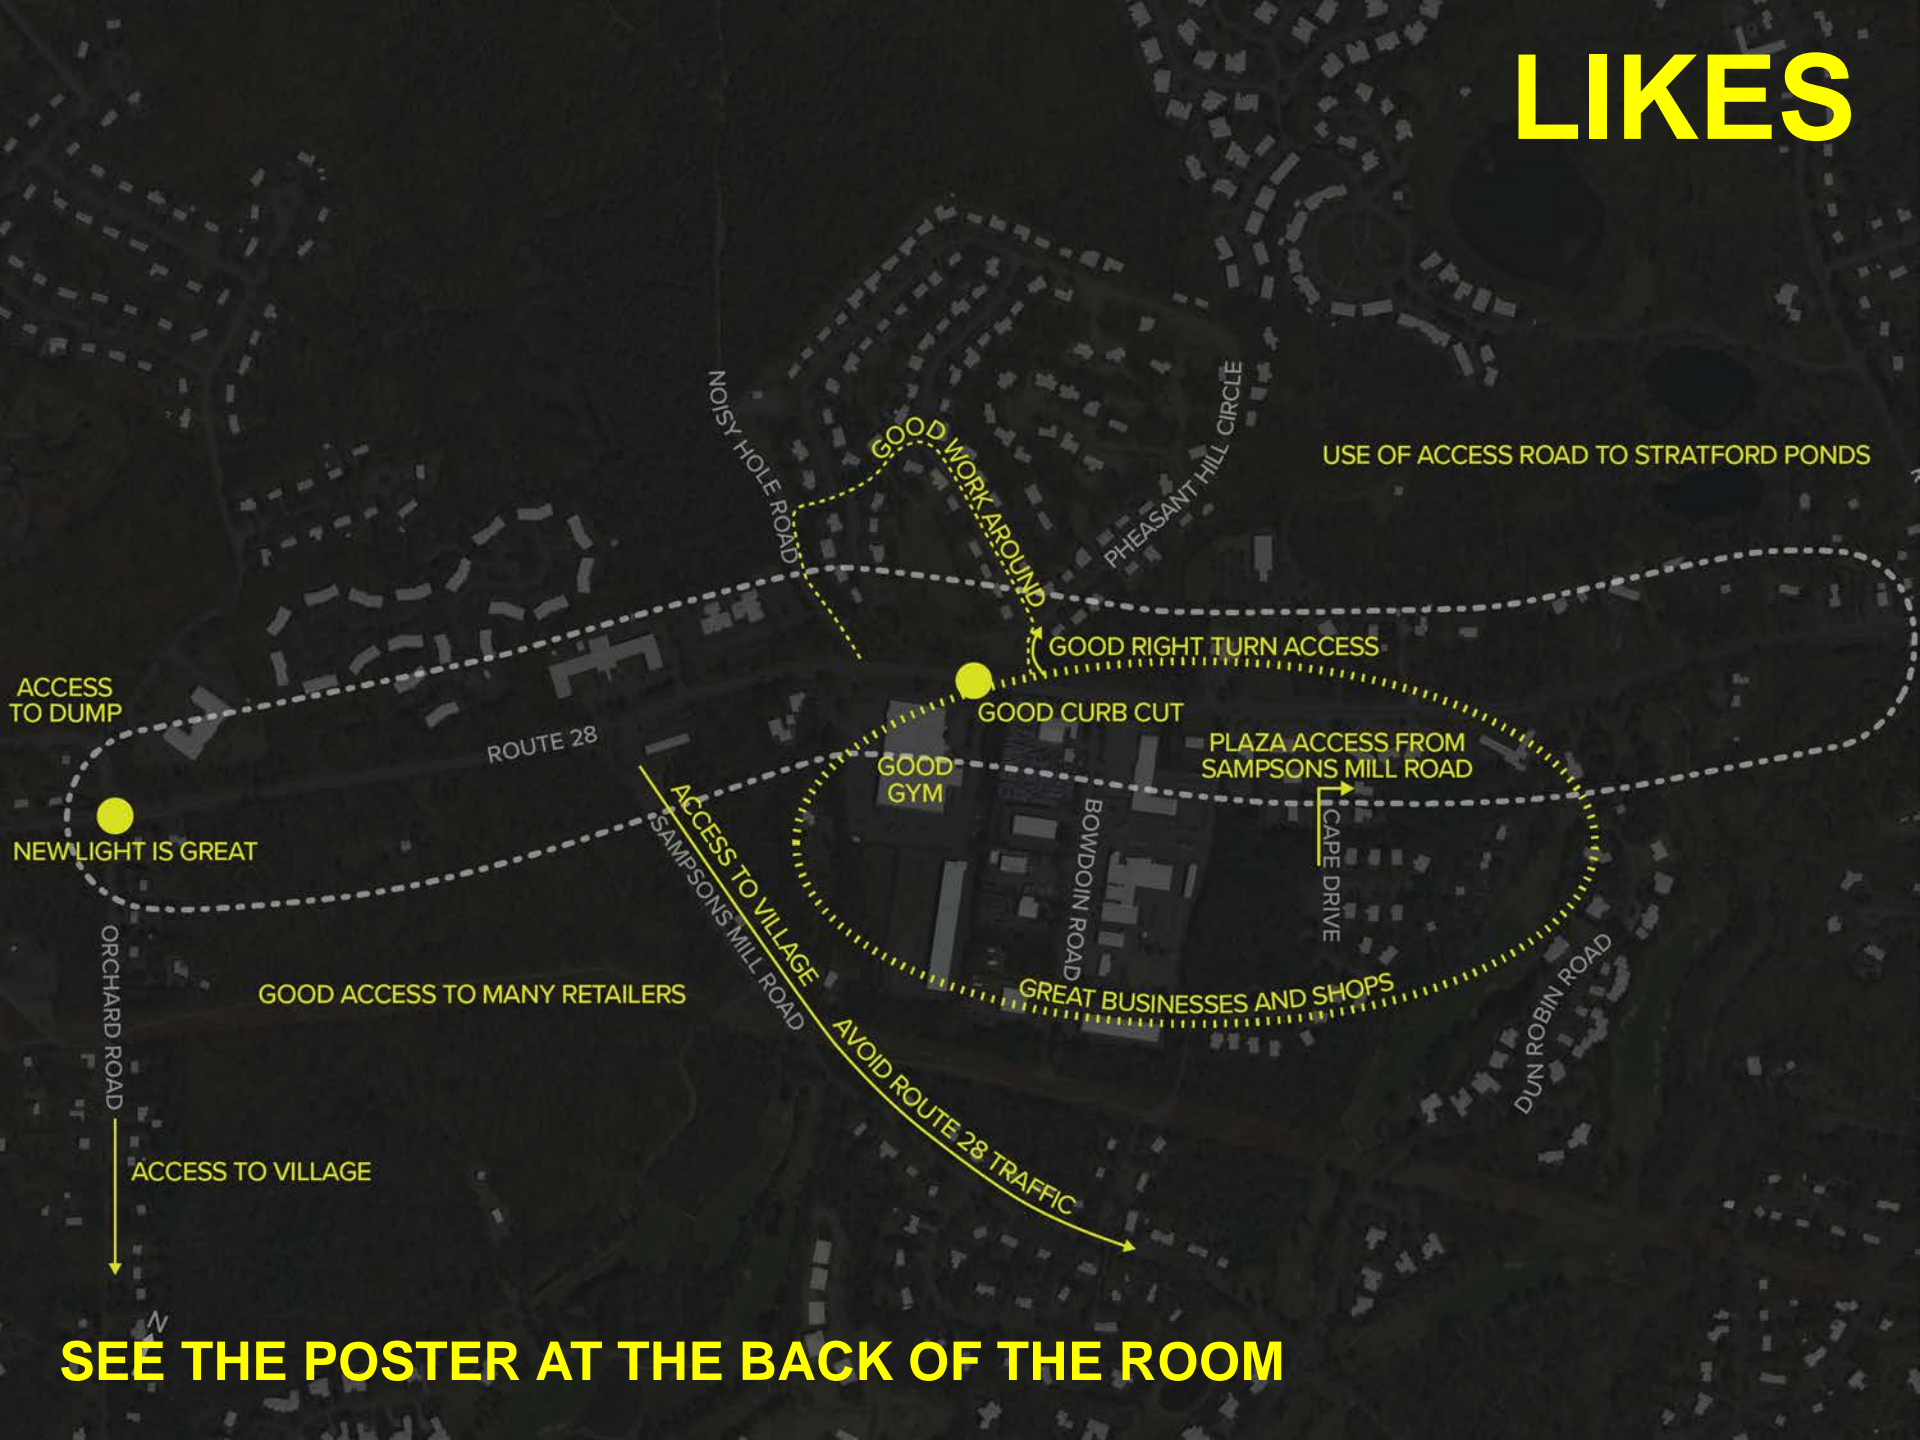 LIKES
NOISY HOLE ROAD
GOOD WORK AROUND
PHEASANT HILL CIRCLE
USE OF ACCESS ROAD TO STRATFORD PONDS
GOOD RIGHT TURN ACCESS
ACCESS
TO DUMP
GOOD CURB CUT
ROUTE 28
PLAZA ACCESS FROM
SAMPSONS MILL ROAD
GOOD
GYM
NEW LIGHT IS GREAT
ACCESS TO VILLAGE
SAMPSONS MILL ROAD
BOWDOIN ROAD
CAPE DRIVE
ORCHARD ROAD
GOOD ACCESS TO MANY RETAILERS
GREAT BUSINESSES AND SHOPS
DUN ROBIN ROAD
AVOID ROUTE 28 TRAFFIC
ACCESS TO VILLAGE
N
SEE THE POSTER AT THE BACK OF THE ROOM